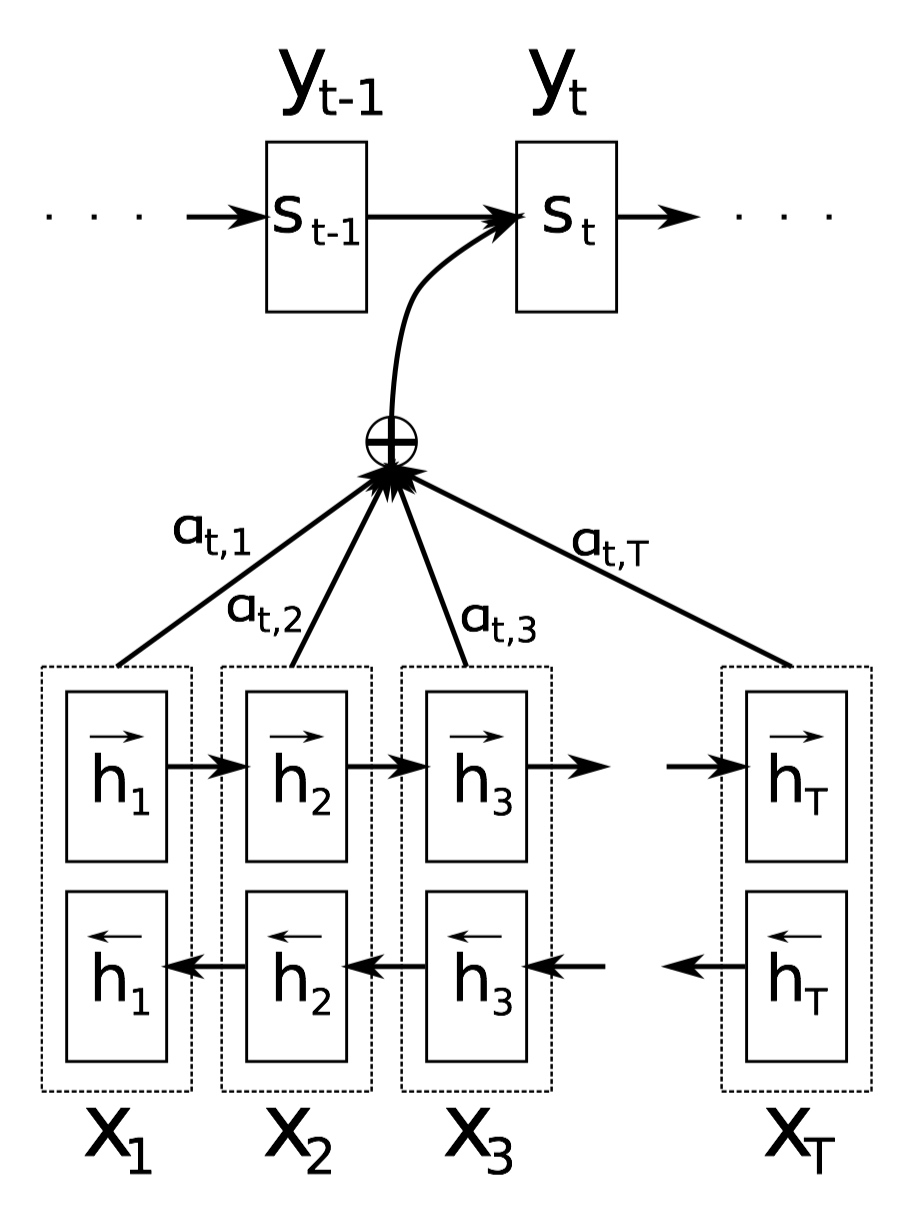 y_{t-1} y_t
. . . s_{t-1} s_t . . .
a_{t,1} a_{t,T}
a_{t,2} a_{t,3}
\overrightarrow{h}_1 \overrightarrow{h}_2 \overrightarrow{h}_3 \overrightarrow{h}_T
\overleftarrow{h}_1 \overleftarrow{h}_2 \overleftarrow{h}_3 \overleftarrow{h}_T
x_1 x_2 x_3 x_T